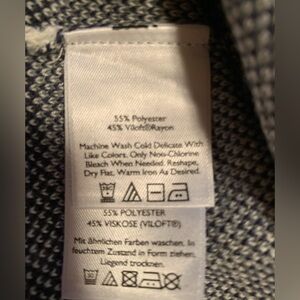 55% Polyester
45% Viloft®Rayon
Machine Wash Cold Delicate With
Like Colors. Only Non-Chlorine
Bleach When Needed. Reshape,
Dry Flat, Warm Iron As Desired.
55% POLYESTER
45% VISKOSE (VILOFT®)
Mit ähnlichen Farben waschen. In
feuchtem Zustand in Form ziehen.
Liegend trocknen.
30